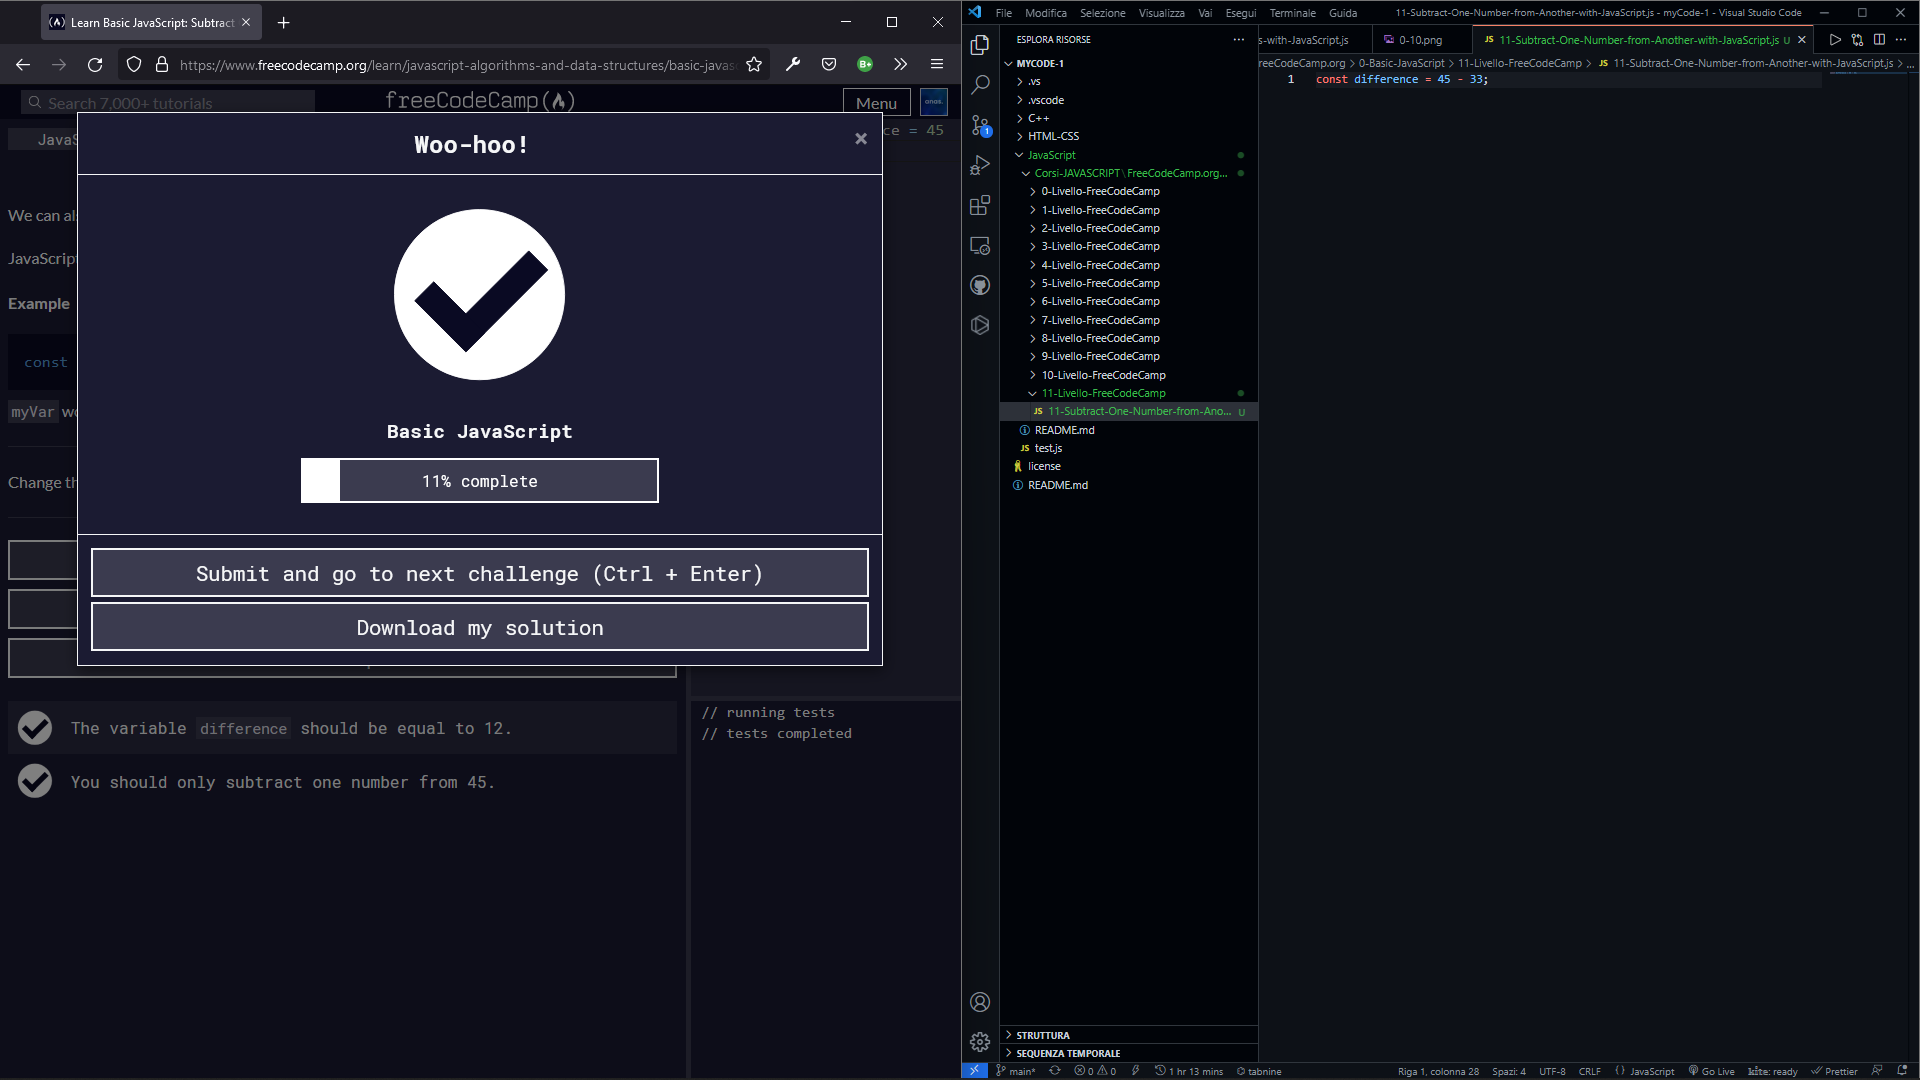 Learn Basic JavaScript: Subtract
https://www.freecodecamp.org/learn/javascript-algorithms-and-data-structures/basic-javas
Search 7,000+ tutorials
freeCodeCamp(🔥)
Menu
JavaS
ce = 45
Woo-hoo!
×
We can al
JavaScript
Example
const
myVar wo
Change th
Basic JavaScript
11% complete
Submit and go to next challenge (Ctrl + Enter)
Download my solution
The variable difference should be equal to 12.
You should only subtract one number from 45.
// running tests
// tests completed
File Modifica Selezione Visualizza Vai Esegui Terminale Guida
11-Subtract-One-Number-from-Another-with-JavaScript.js - myCode-1 - Visual Studio Code
ESPLORA RISORSE
s-with-JavaScript.js
0-10.png
JS 11-Subtract-One-Number-from-Another-with-JavaScript.js U
reeCodeCamp.org > 0-Basic-JavaScript > 11-Livello-FreeCodeCamp > JS 11-Subtract-One-Number-from-Another-with-JavaScript.js > ...
1 const difference = 45 - 33;
MYCODE-1
.vs
.vscode
C++
HTML-CSS
JavaScript
Corsi-JAVASCRIPT\FreeCodeCamp.org...
0-Livello-FreeCodeCamp
1-Livello-FreeCodeCamp
2-Livello-FreeCodeCamp
3-Livello-FreeCodeCamp
4-Livello-FreeCodeCamp
5-Livello-FreeCodeCamp
6-Livello-FreeCodeCamp
7-Livello-FreeCodeCamp
8-Livello-FreeCodeCamp
9-Livello-FreeCodeCamp
10-Livello-FreeCodeCamp
11-Livello-FreeCodeCamp
JS 11-Subtract-One-Number-from-Ano... U
README.md
JS test.js
license
README.md
STRUTTURA
SEQUENZA TEMPORALE
main* 0 0 1 hr 13 mins tabnine
Riga 1, colonna 28 Spazi: 4 UTF-8 CRLF {} JavaScript Go Live kite: ready Prettier